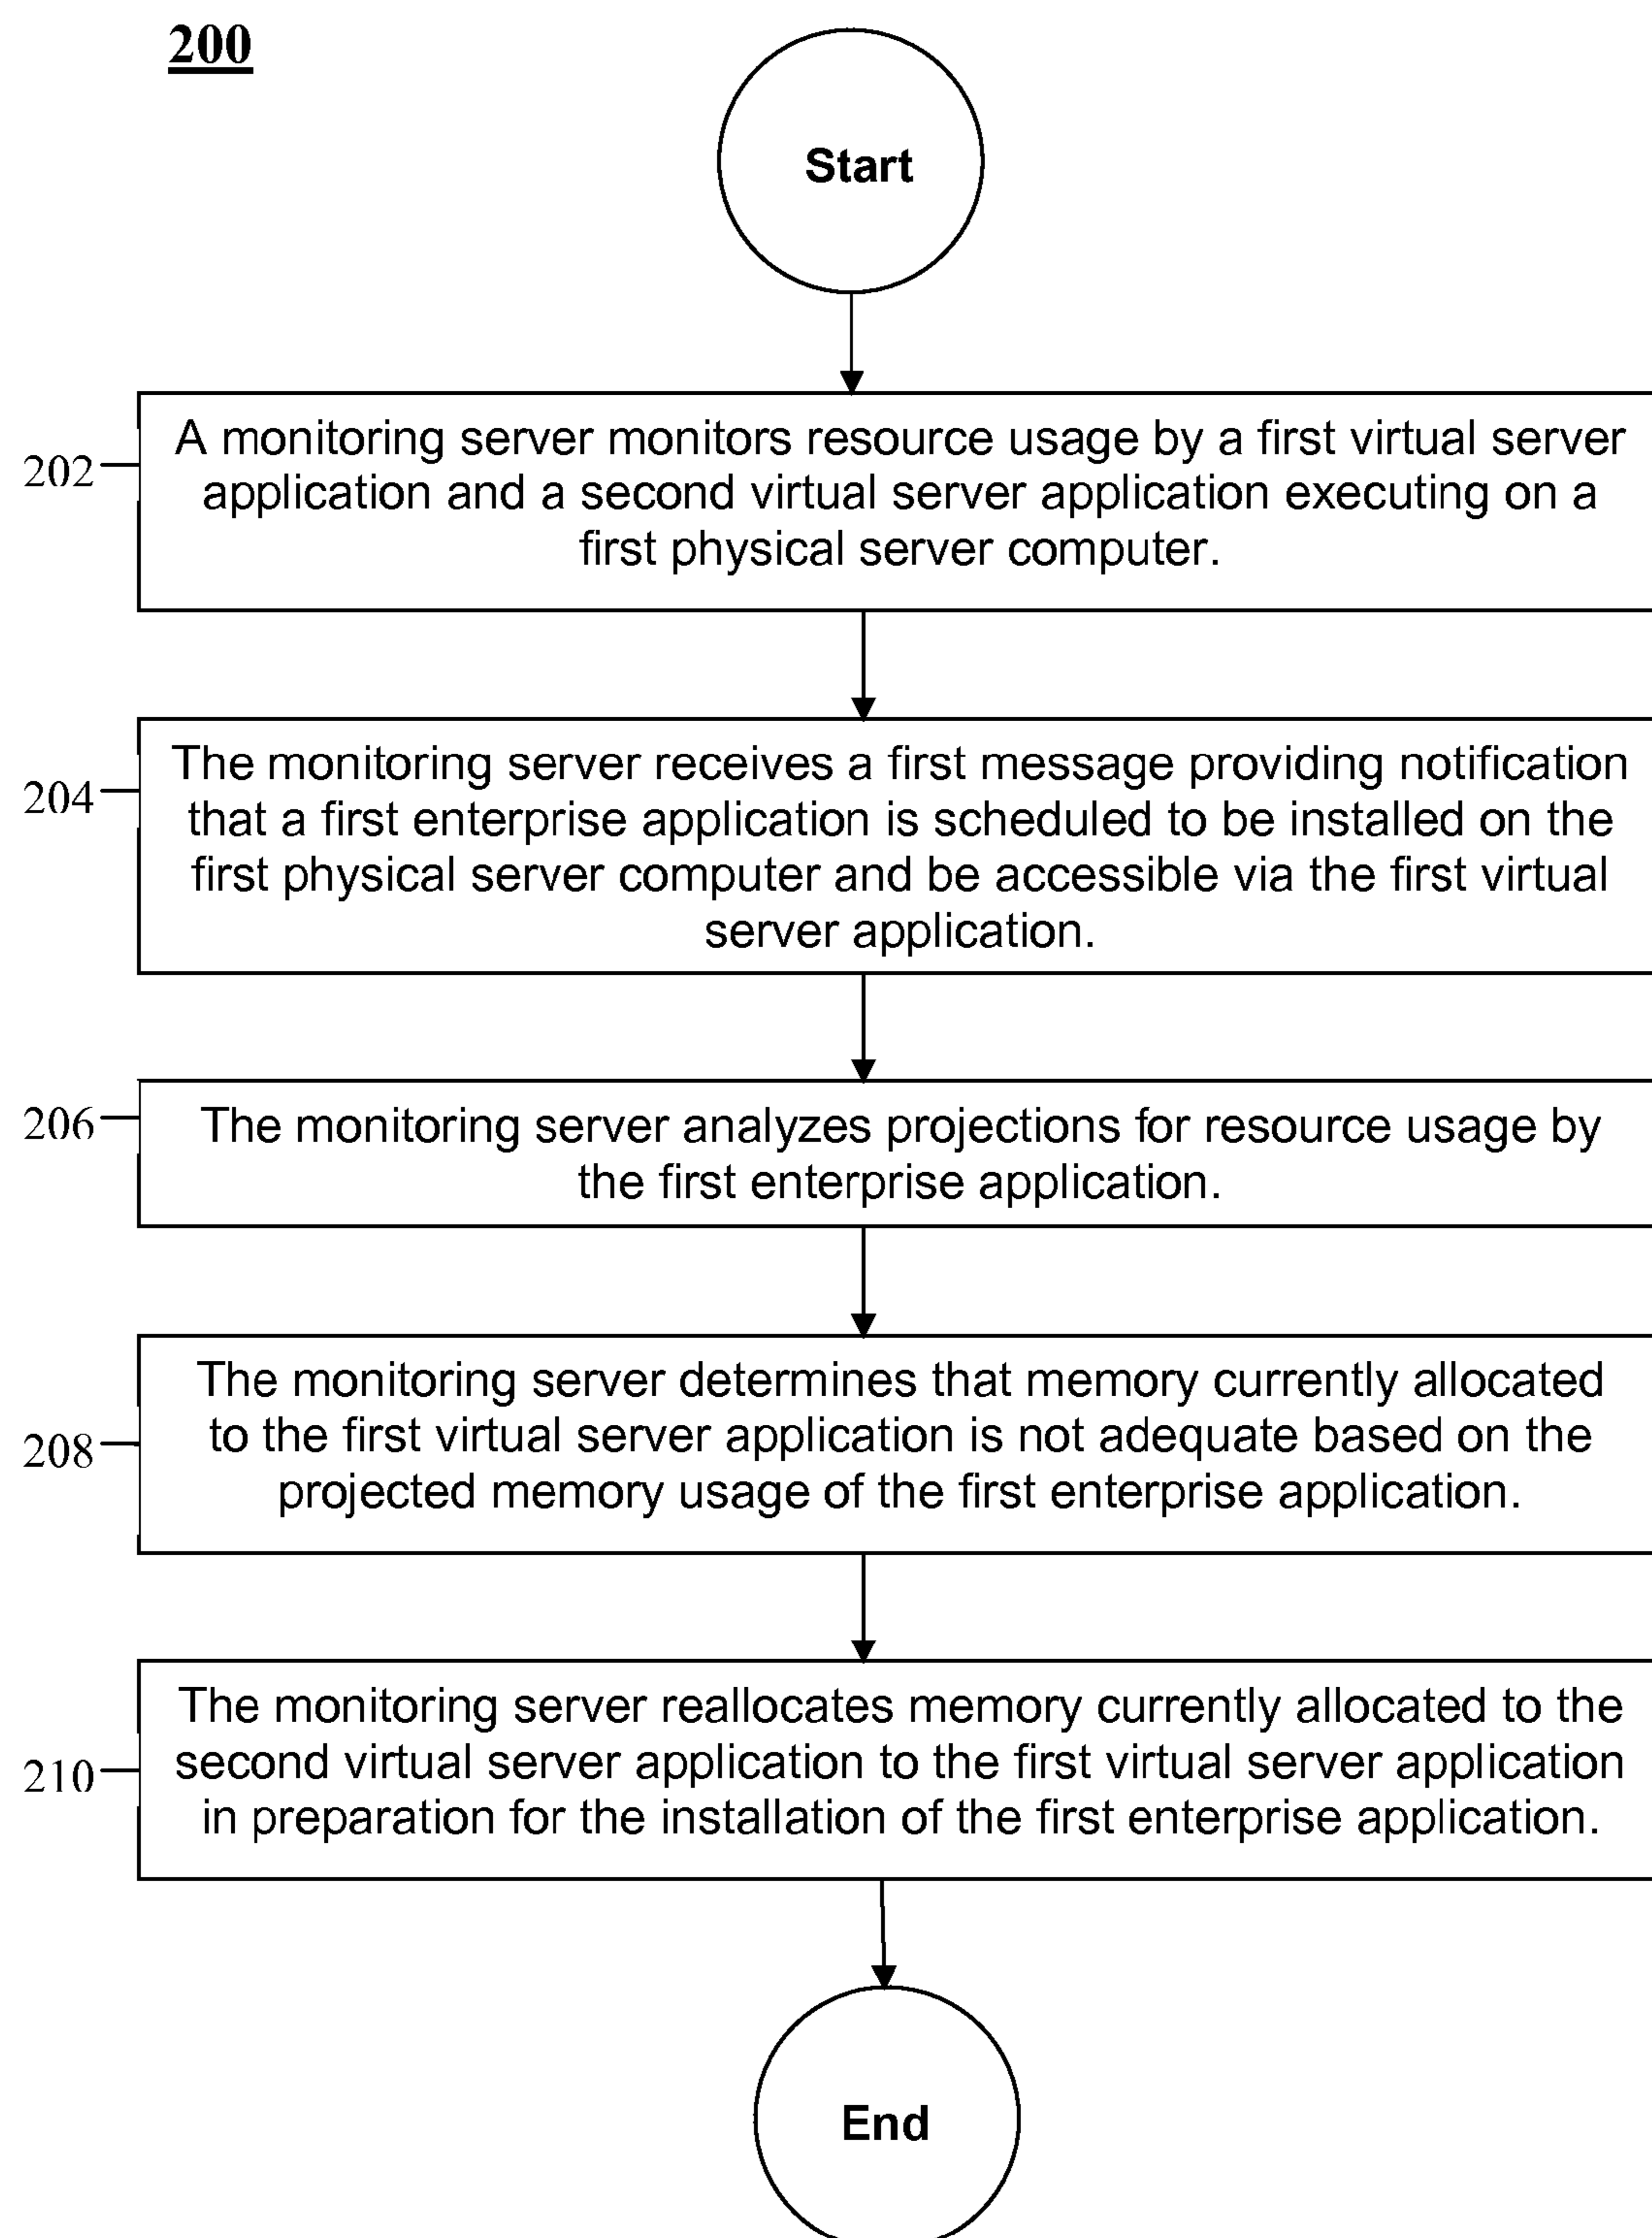 200
Start
202
A monitoring server monitors resource usage by a first virtual server
application and a second virtual server application executing on a
first physical server computer.
204
The monitoring server receives a first message providing notification
that a first enterprise application is scheduled to be installed on the
first physical server computer and be accessible via the first virtual
server application.
206
The monitoring server analyzes projections for resource usage by
the first enterprise application.
208
The monitoring server determines that memory currently allocated
to the first virtual server application is not adequate based on the
projected memory usage of the first enterprise application.
210
The monitoring server reallocates memory currently allocated to the
second virtual server application to the first virtual server application
in preparation for the installation of the first enterprise application.
End